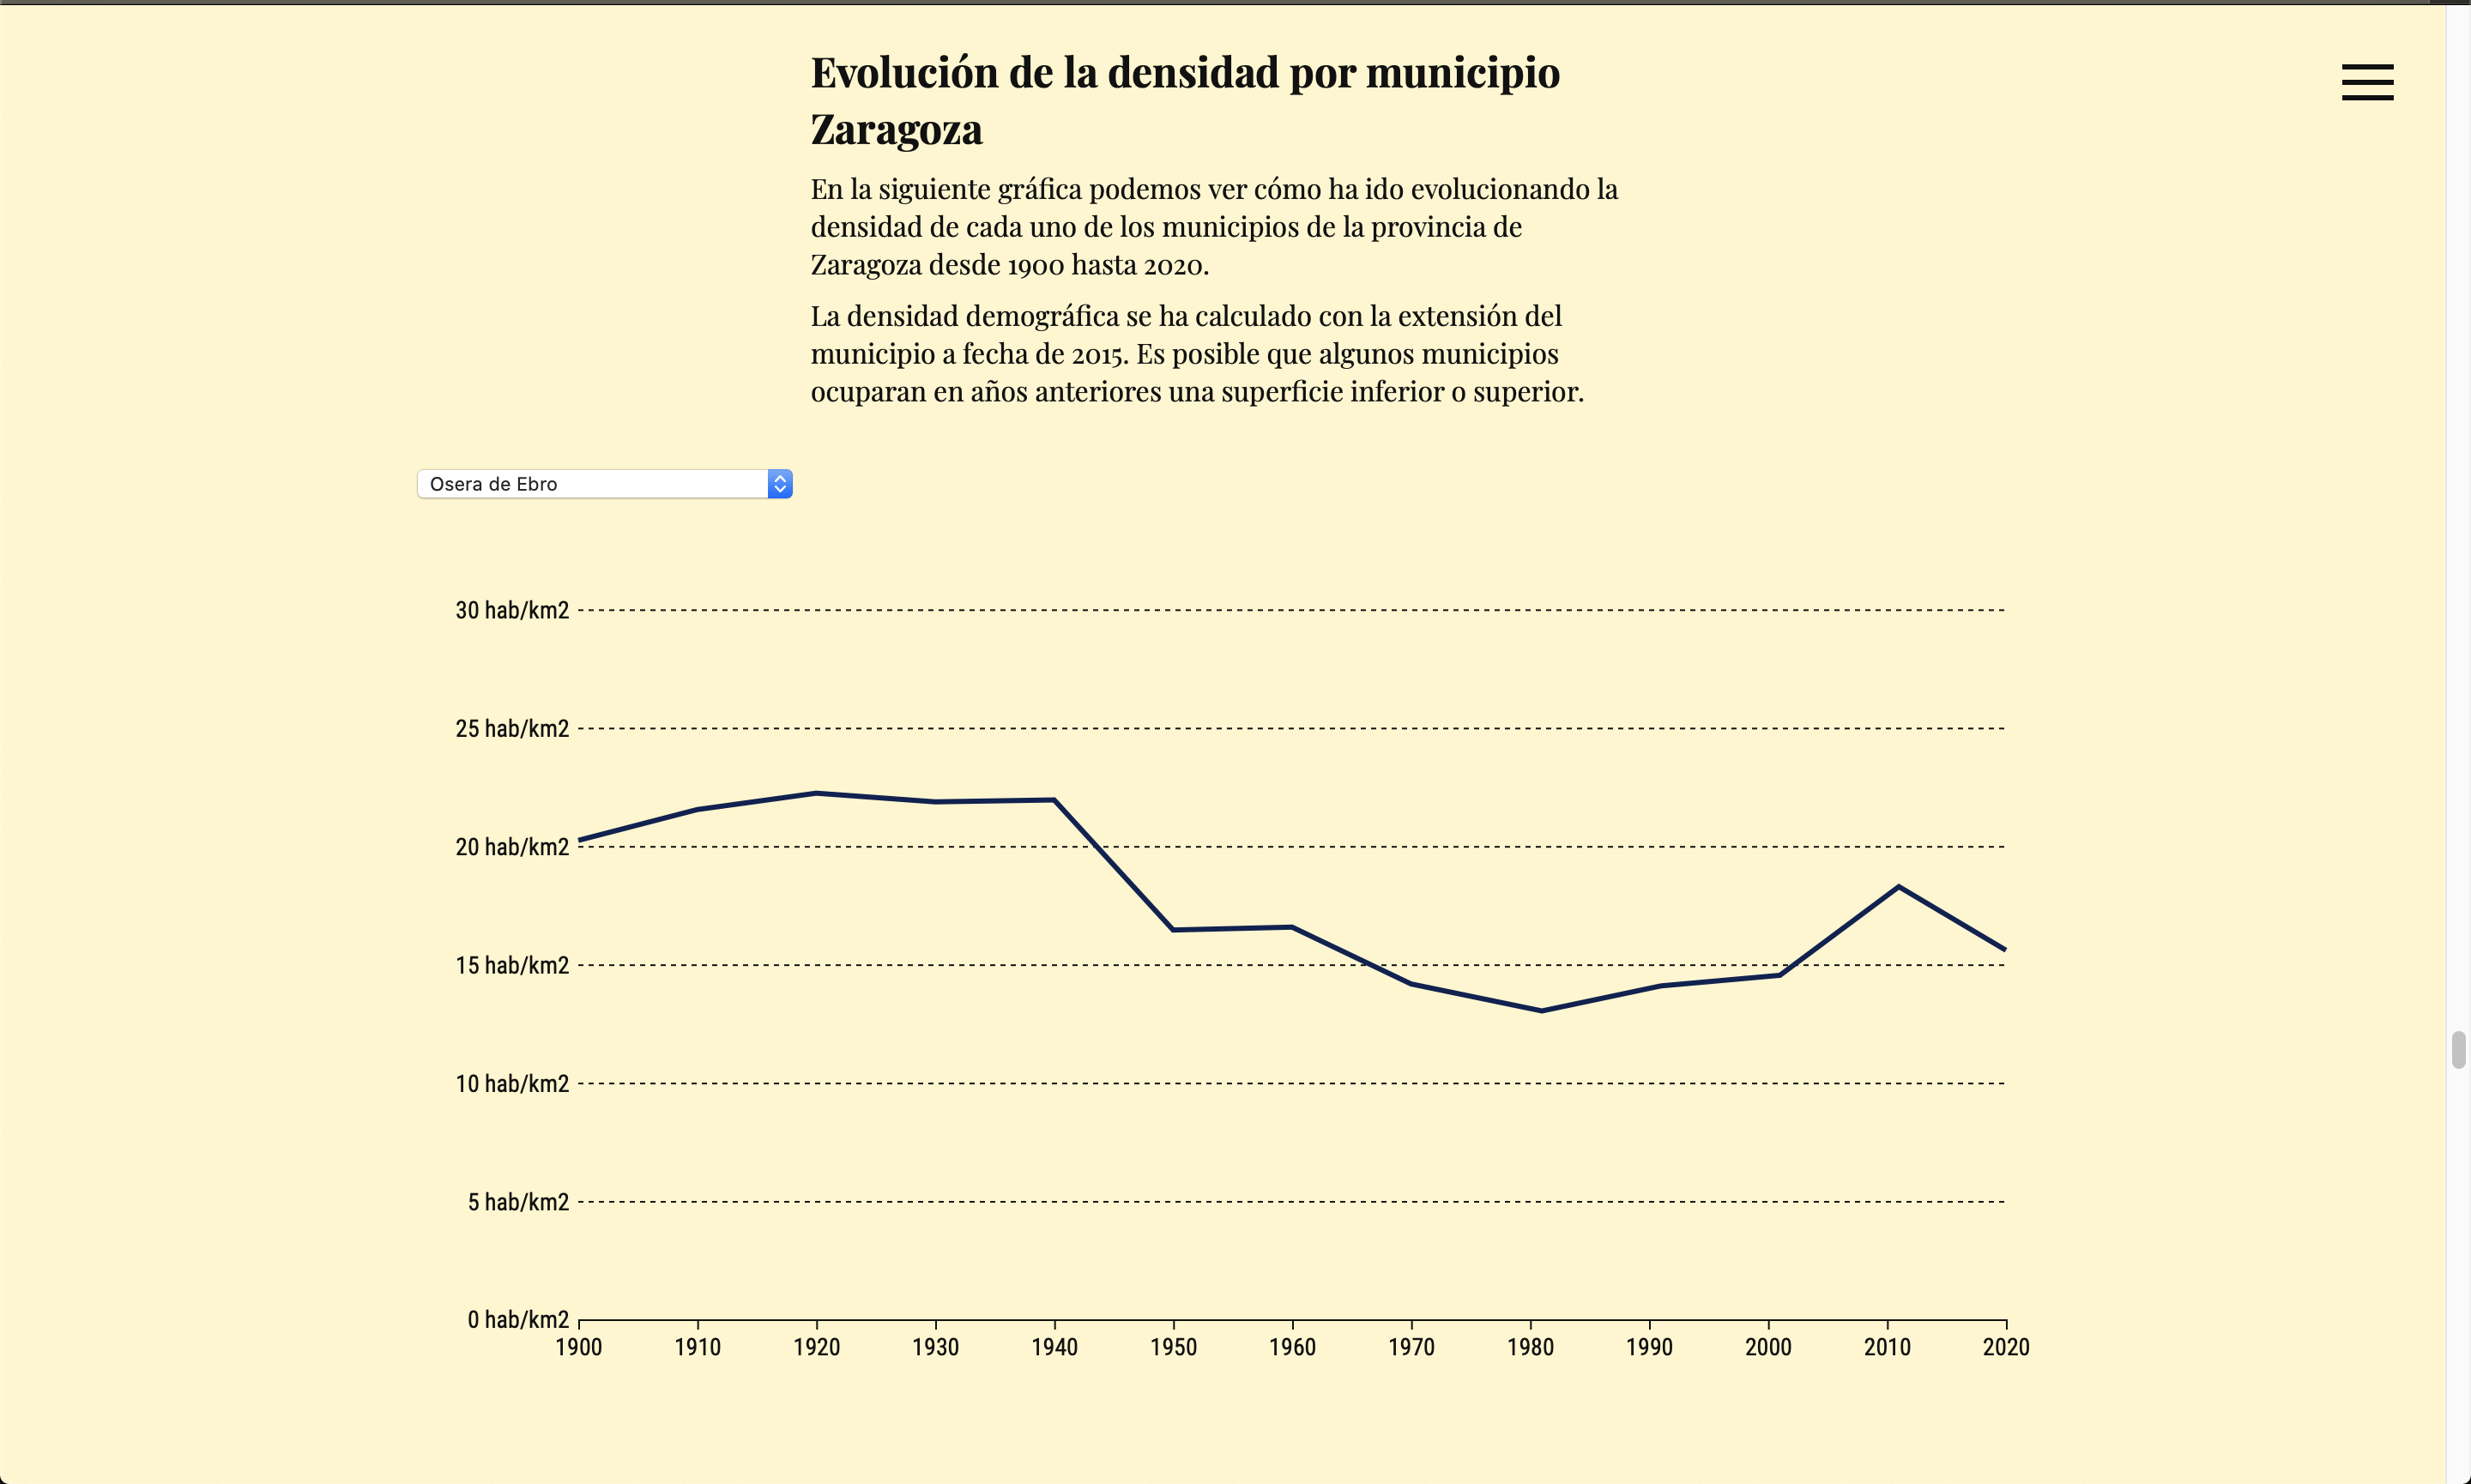 Evolución de la densidad por municipio
Zaragoza
En la siguiente gráfica podemos ver cómo ha ido evolucionando la
densidad de cada uno de los municipios de la provincia de
Zaragoza desde 1900 hasta 2020.
La densidad demográfica se ha calculado con la extensión del
municipio a fecha de 2015. Es posible que algunos municipios
ocuparan en años anteriores una superficie inferior o superior.
Osera de Ebro
30 hab/km2
25 hab/km2
20 hab/km2
15 hab/km2
10 hab/km2
5 hab/km2
0 hab/km2
1900 1910 1920 1930 1940 1950 1960 1970 1980 1990 2000 2010 2020